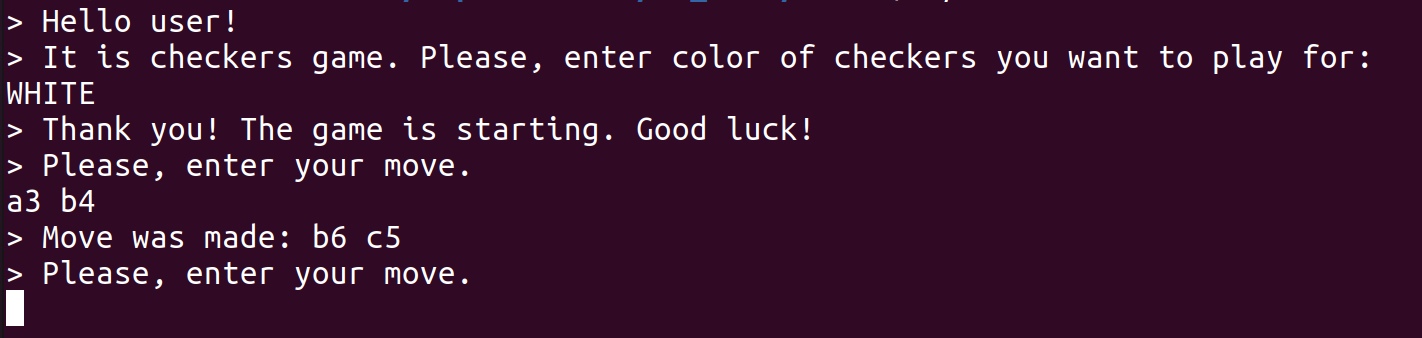 > Hello user!
> It is checkers game. Please, enter color of checkers you want to play for:
WHITE
> Thank you! The game is starting. Good luck!
> Please, enter your move.
a3 b4
> Move was made: b6 c5
> Please, enter your move.